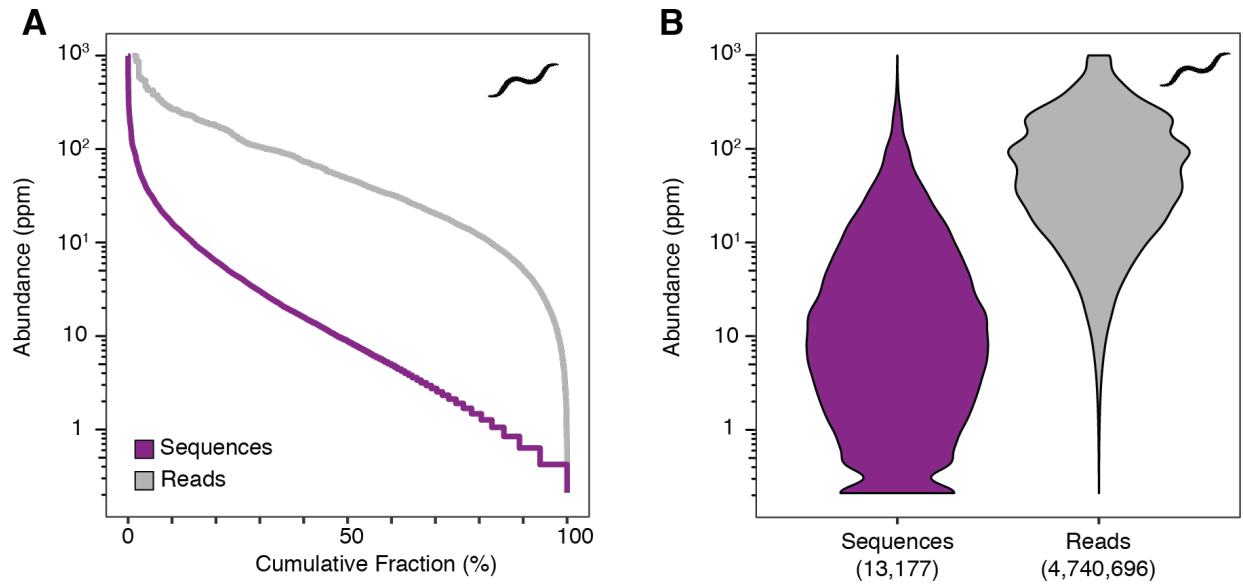 A
Abundance (ppm)
10³
10²
10¹
10
1
Sequences
Reads
0
50
100
Cumulative Fraction (%)
B
Abundance (ppm)
10³
10²
10¹
10
1
Sequences
(13,177)
Reads
(4,740,696)